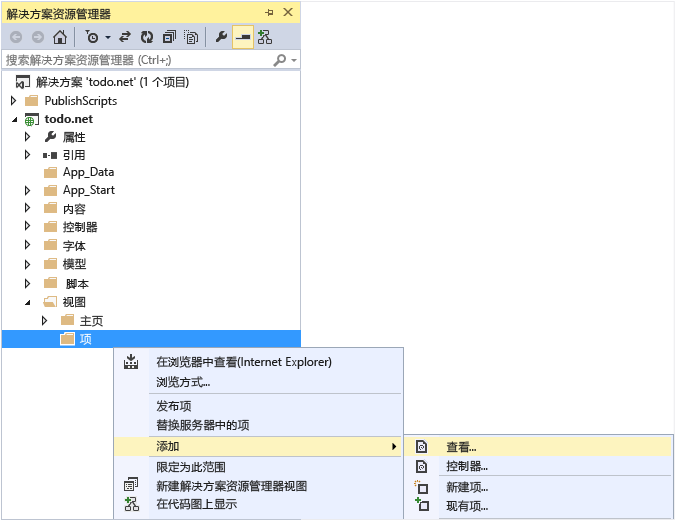 解决方案资源管理器
搜索解决方案资源管理器 (Ctrl+;)
解决方案 'todo.net' (1 个项目)
PublishScripts
todo.net
属性
引用
App_Data
App_Start
内容
控制器
字体
模型
脚本
视图
主页
项
在浏览器中查看(Internet Explorer)
浏览方式...
发布项
替换服务器中的项
添加
查看...
限定为此范围
控制器...
新建解决方案资源管理器视图
新建项...
在代码图上显示
现有项...